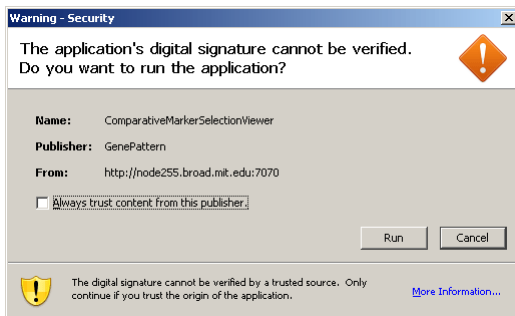 Warning - Security
The application's digital signature cannot be verified.
Do you want to run the application?
Name: ComparativeMarkerSelectionViewer
Publisher: GenePattern
From: http://node255.broad.mit.edu:7070
Always trust content from this publisher.
Run Cancel
The digital signature cannot be verified by a trusted source. Only
continue if you trust the origin of the application.
More Information...